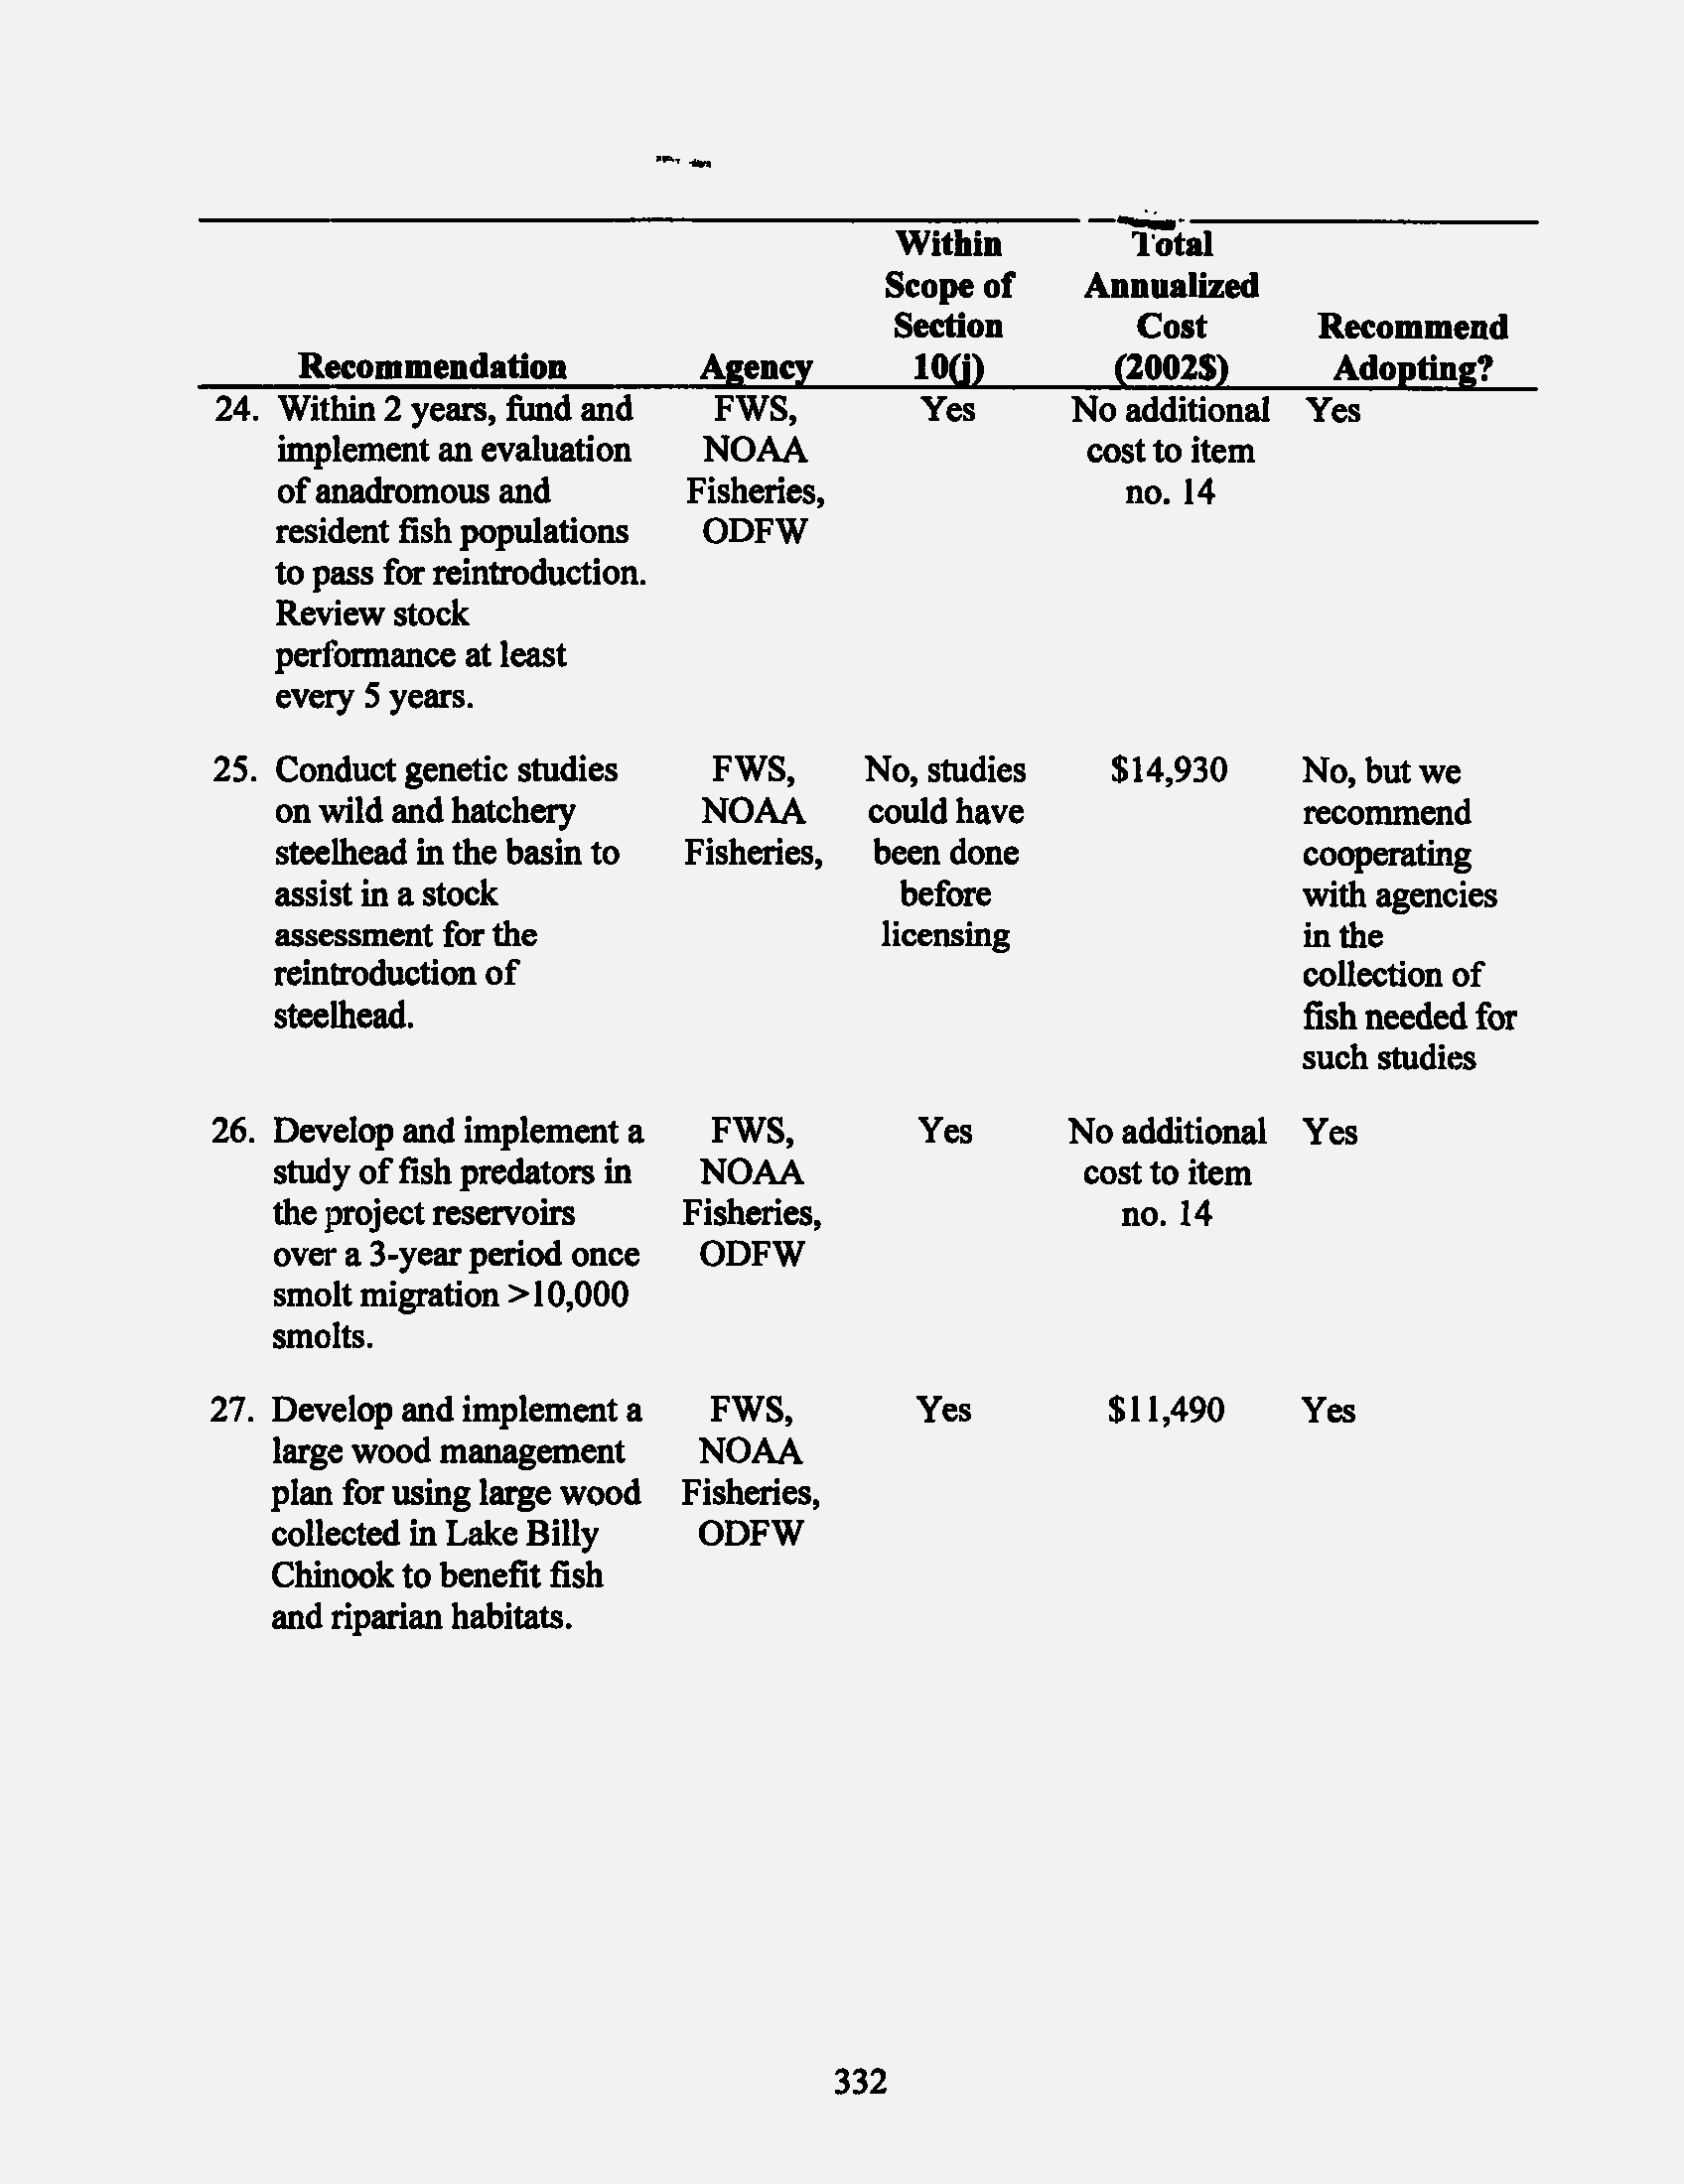 Within Total
Scope of Annualized
Section Cost Recommend
Recommendation Agency 10(j) (2002$) Adopting?
24. Within 2 years, fund and FWS, Yes No additional Yes
implement an evaluation NOAA cost to item
of anadromous and Fisheries, no. 14
resident fish populations ODFW
to pass for reintroduction.
Review stock
performance at least
every 5 years.
25. Conduct genetic studies FWS, No, studies $14,930 No, but we
on wild and hatchery NOAA could have recommend
steelhead in the basin to Fisheries, been done cooperating
assist in a stock before with agencies
assessment for the licensing in the
reintroduction of collection of
steelhead. fish needed for
such studies
26. Develop and implement a FWS, Yes No additional Yes
study of fish predators in NOAA cost to item
the project reservoirs Fisheries, no. 14
over a 3-year period once ODFW
smolt migration >10,000
smolts.
27. Develop and implement a FWS, Yes $11,490 Yes
large wood management NOAA
plan for using large wood Fisheries,
collected in Lake Billy ODFW
Chinook to benefit fish
and riparian habitats.
332